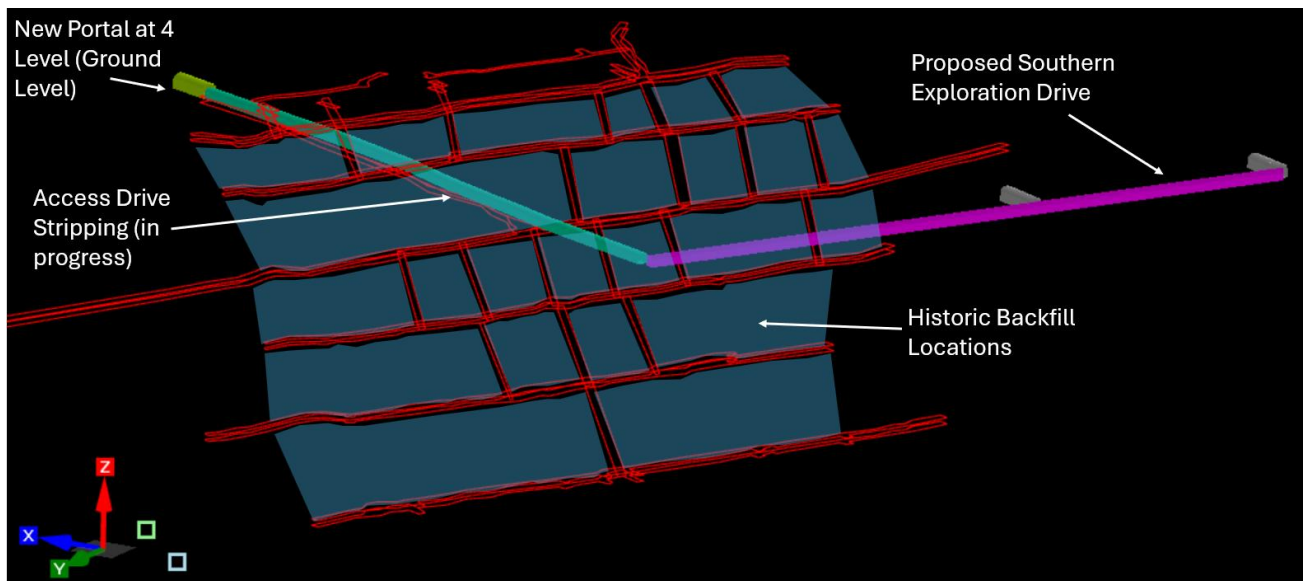 New Portal at 4
Level (Ground
Level)
Proposed Southern
Exploration Drive
Access Drive
Stripping (in
progress)
Historic Backfill
Locations
Z
X
Y